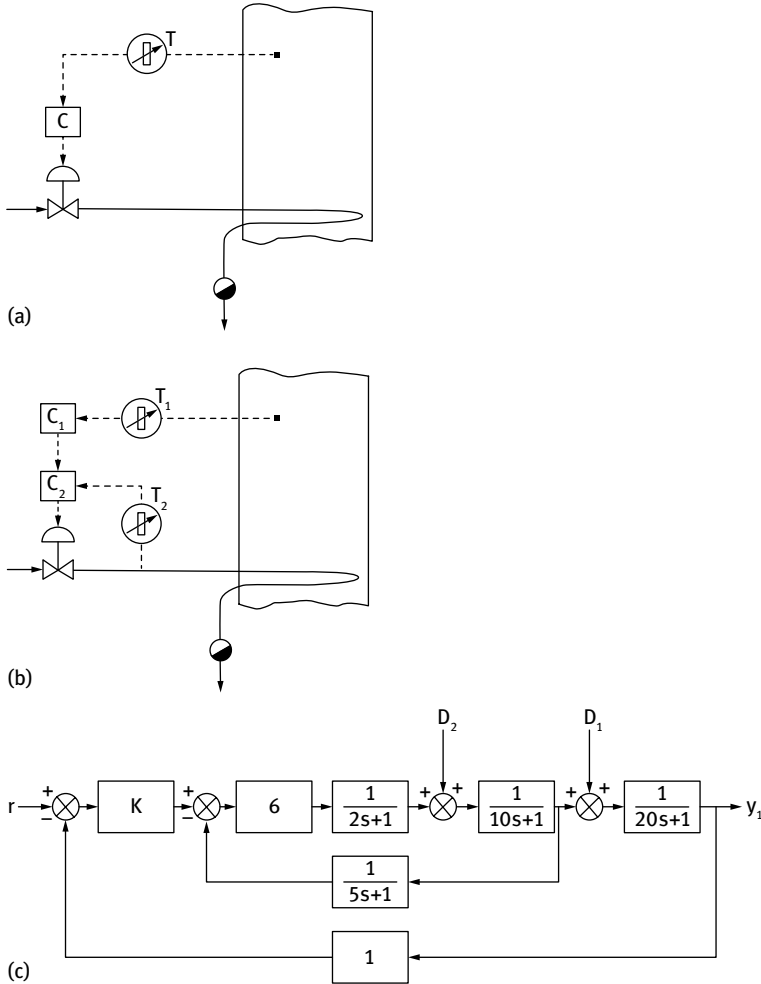 T
C
(a)
T₁
C₁
C₂
T₂
(b)
D₂ D₁
r + − K + − 6 1/2s+1 + + 1/10s+1 + + 1/20s+1 y₁
1/5s+1
1
(c)